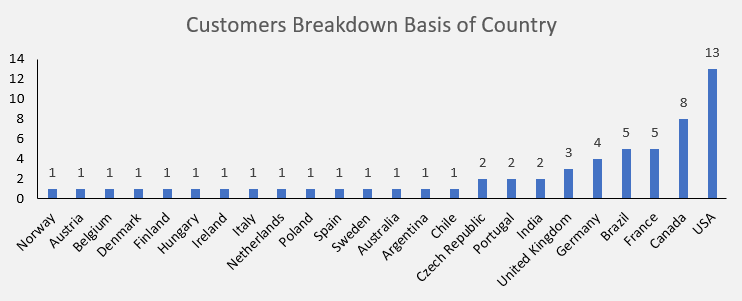 Customers Breakdown Basis of Country
14
12
10
8
6
4
2
0
1 1 1 1 1 1 1 1 1 1 1 1 1 1 1 2 2 2 3 4 5 5 8 13
Norway
Austria
Belgium
Denmark
Finland
Hungary
Ireland
Italy
Netherlands
Poland
Spain
Sweden
Australia
Argentina
Chile
Czech Republic
Portugal
India
United Kingdom
Germany
Brazil
France
Canada
USA